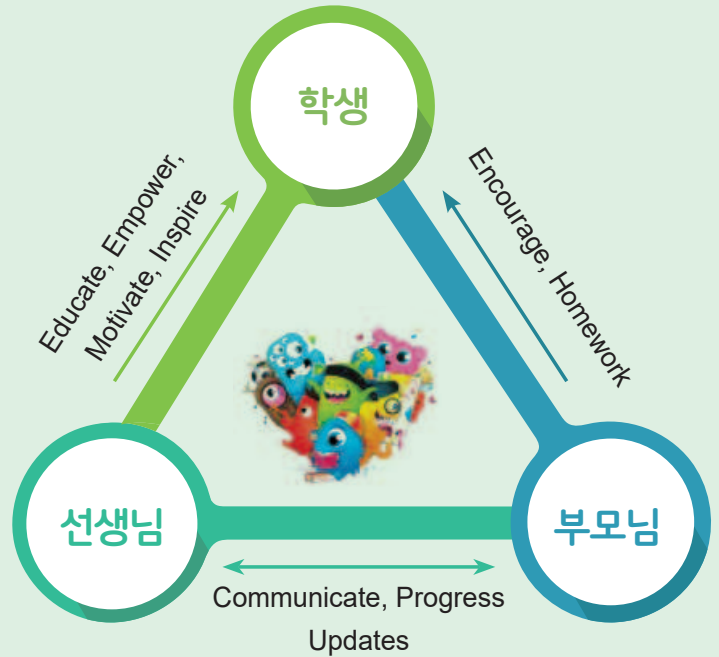 학생
Educate, Empower,
Motivate, Inspire
Encourage, Homework
선생님
부모님
Communicate, Progress
Updates